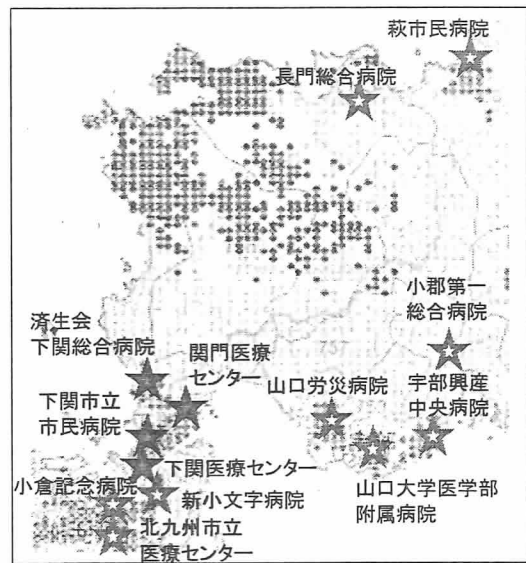 萩市民病院
長門総合病院
小郡第一
総合病院
済生会
下関総合病院
関門医療
センター
山口労災病院
宇部興産
中央病院
下関市立
市民病院
下関医療センター
小倉記念病院
新小文字病院
山口大学医学部
附属病院
北九州市立
医療センター